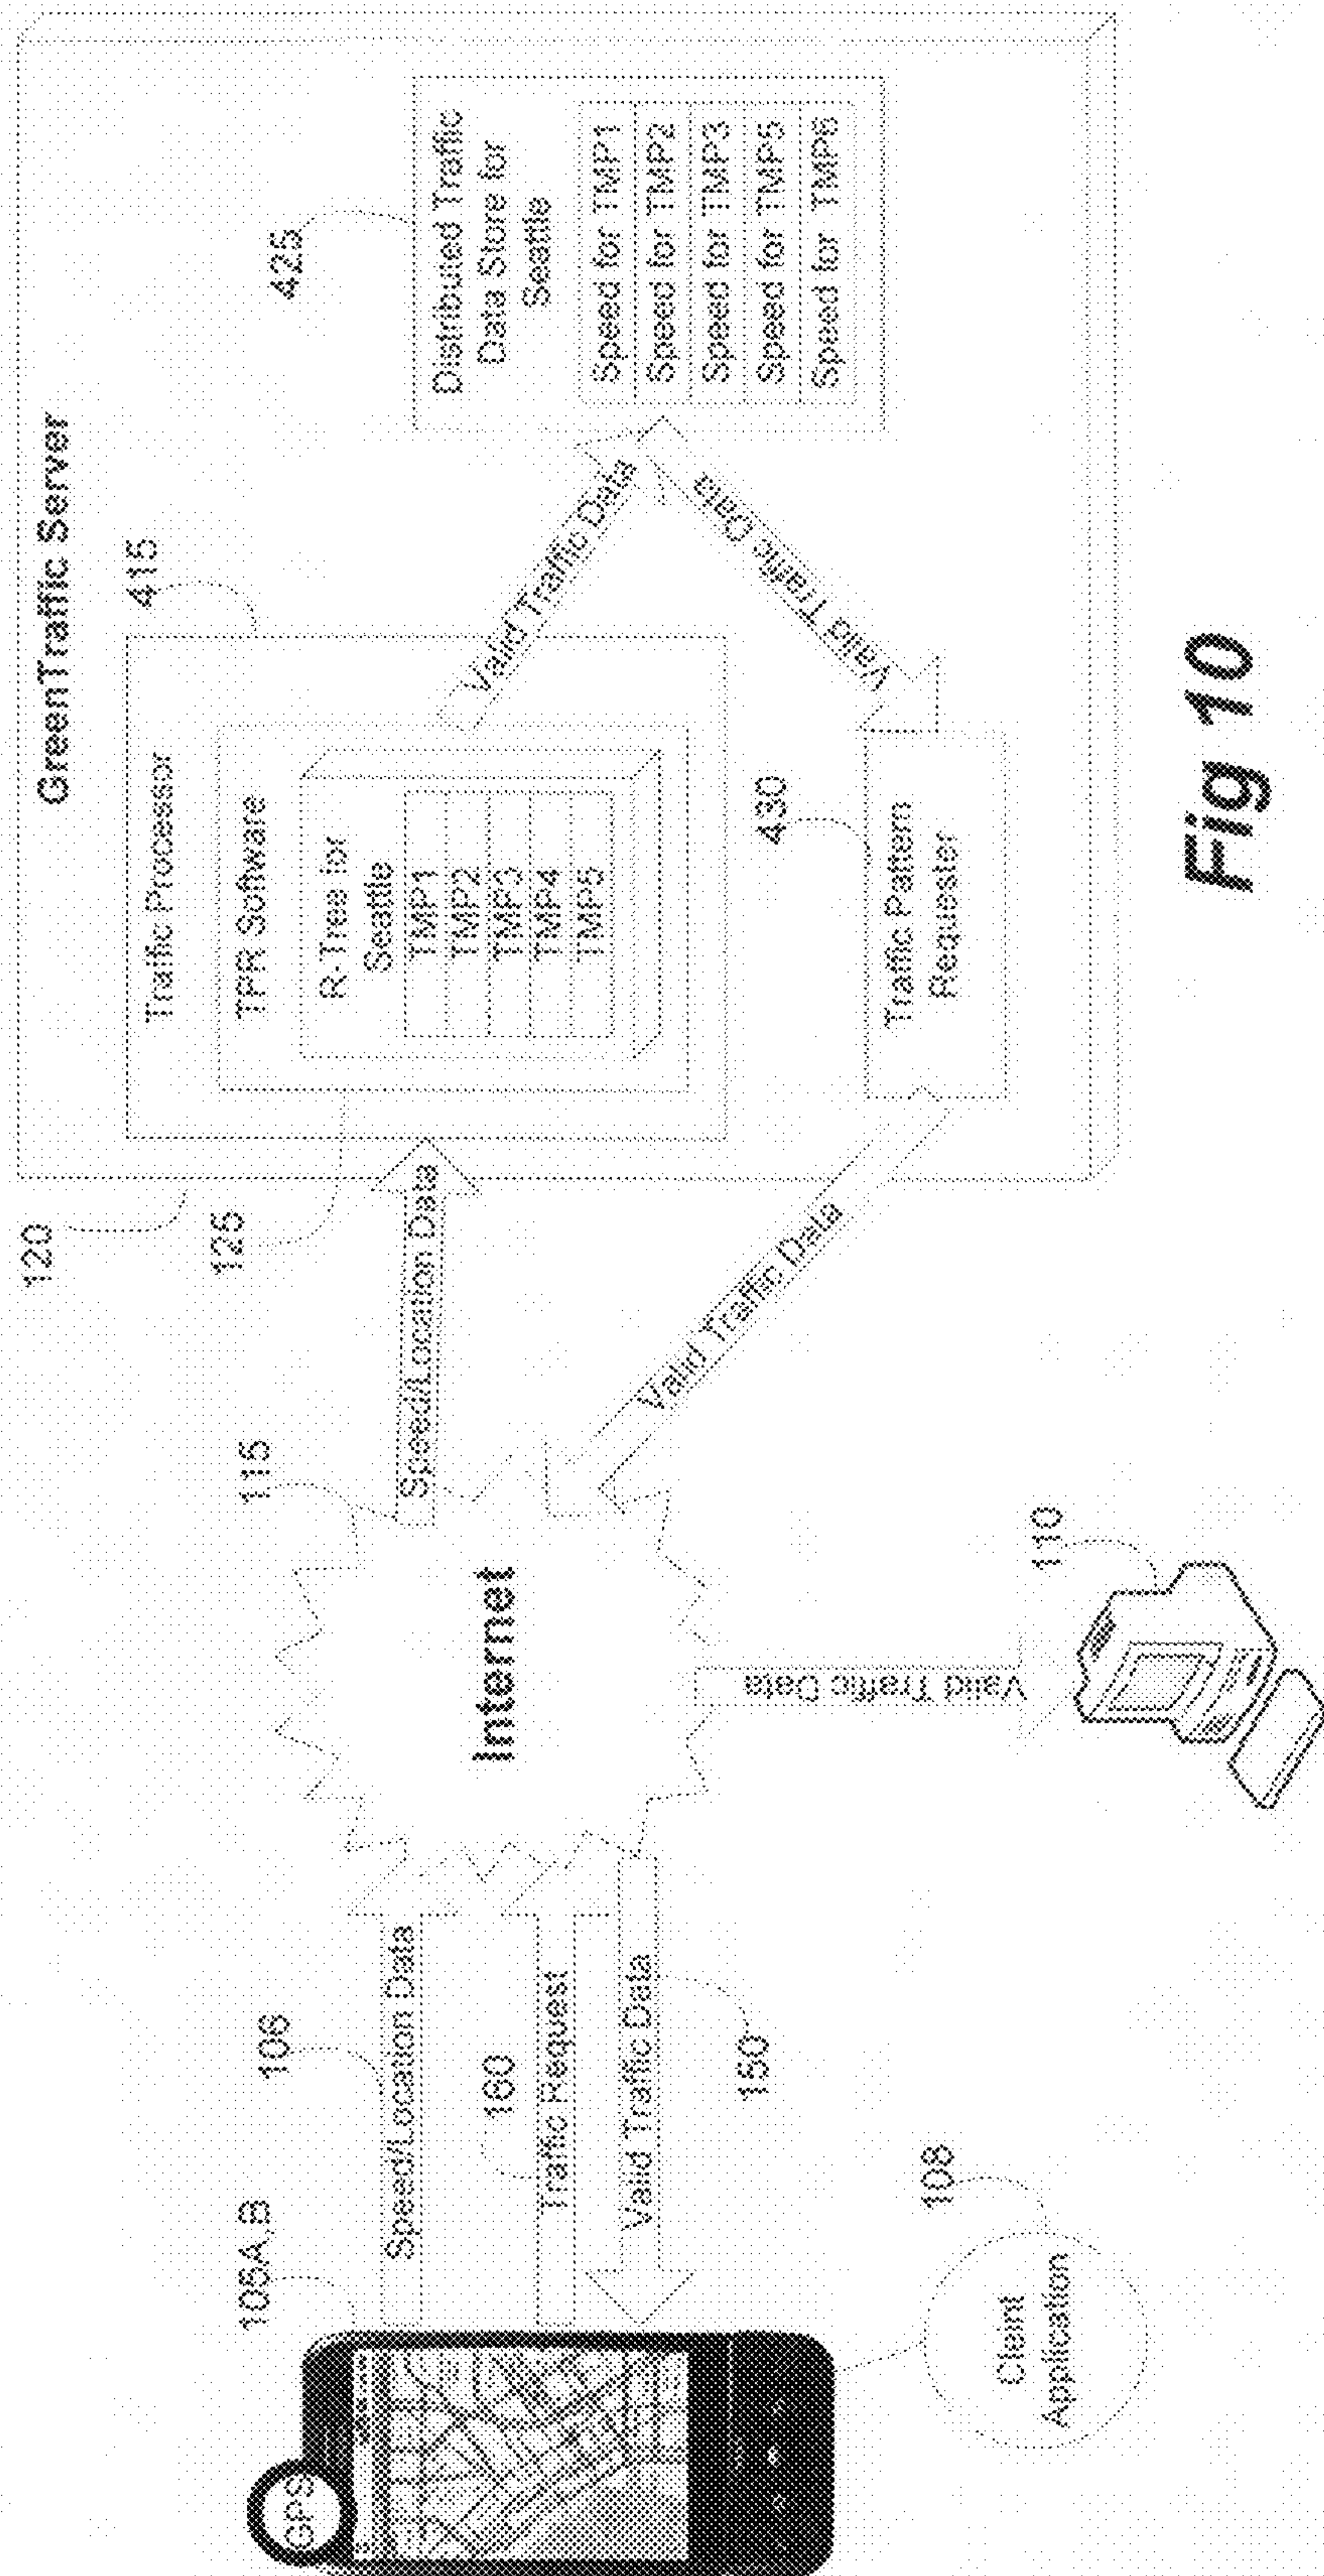 GreenTraffic Server
120
415
425
Traffic Processor
125
TPR Software
R-Tree for
Seattle
TMP1
TMP2
TMP3
TMP4
TMP5
Distributed Traffic
Data Store for
Seattle
Speed for TMP1
Speed for TMP2
Speed for TMP3
Speed for TMP5
Speed for TMP6
Valid Traffic Data
Valid Traffic Data
430
Traffic Pattern
Requester
115
Speed/Location Data
Internet
Valid Traffic Data
106
Speed/Location Data
160
Traffic Request
Valid Traffic Data
150
105A,B
GPS
108
Client
Application
Valid Traffic Data
110
Fig 10